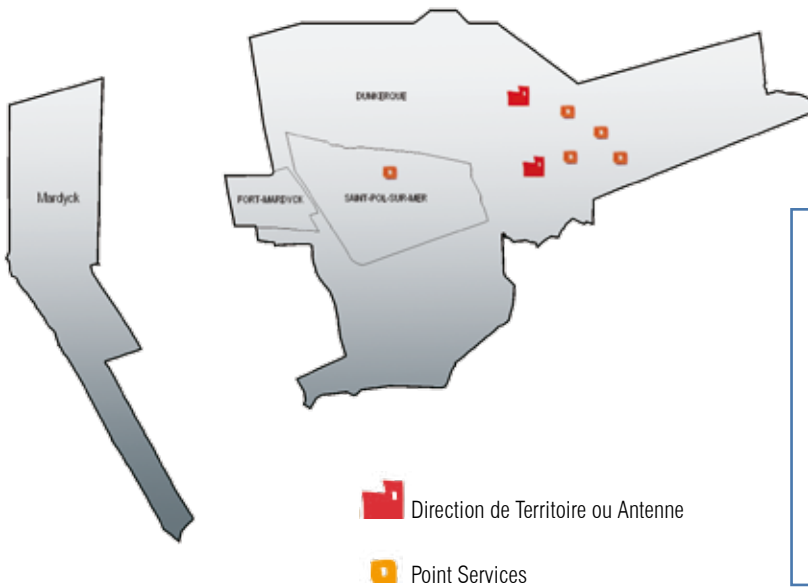 DUNKERQUE
Mardyck
FORT-MARDYCK
SAINT-POL-SUR-MER
Direction de Territoire ou Antenne
Point Services